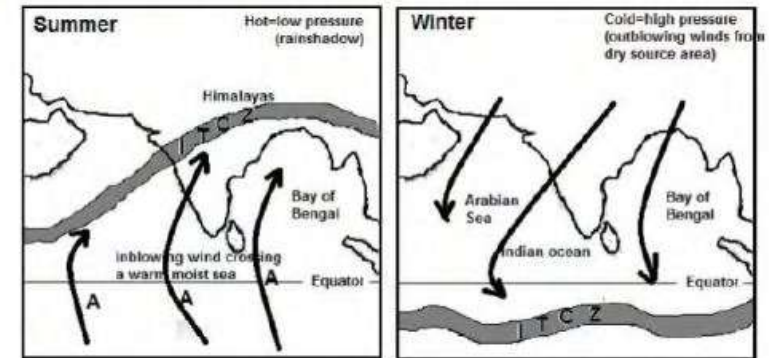 Summer
Hot=low pressure
(rainshadow)
Himalayas
I T C Z
Bay of
Bengal
inblowing wind crossing
a warm moist sea
Equator
A
A
A
Winter
Cold=high pressure
(outblowing winds from
dry source area)
Arabian
Sea
Bay of
Bengal
Indian ocean
Equator
I T C Z